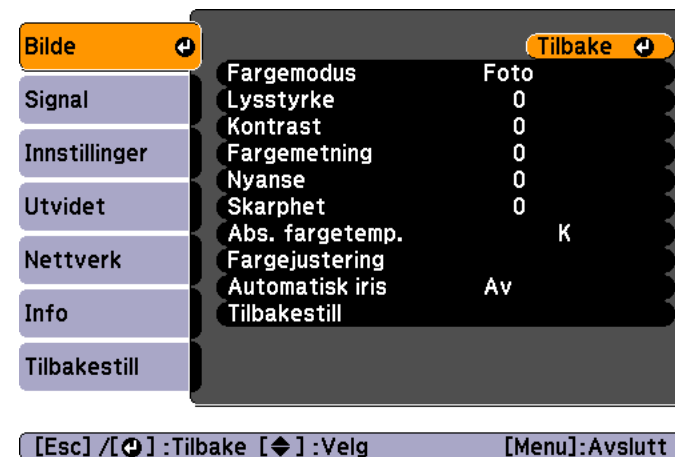 Bilde
Signal
Innstillinger
Utvidet
Nettverk
Info
Tilbakestill
Tilbake
Fargemodus Foto
Lysstyrke 0
Kontrast 0
Fargemetning 0
Nyanse 0
Skarphet 0
Abs. fargetemp. K
Fargejustering
Automatisk iris Av
Tilbakestill
[Esc] /[ ] :Tilbake [ ] :Velg [Menu]:Avslutt